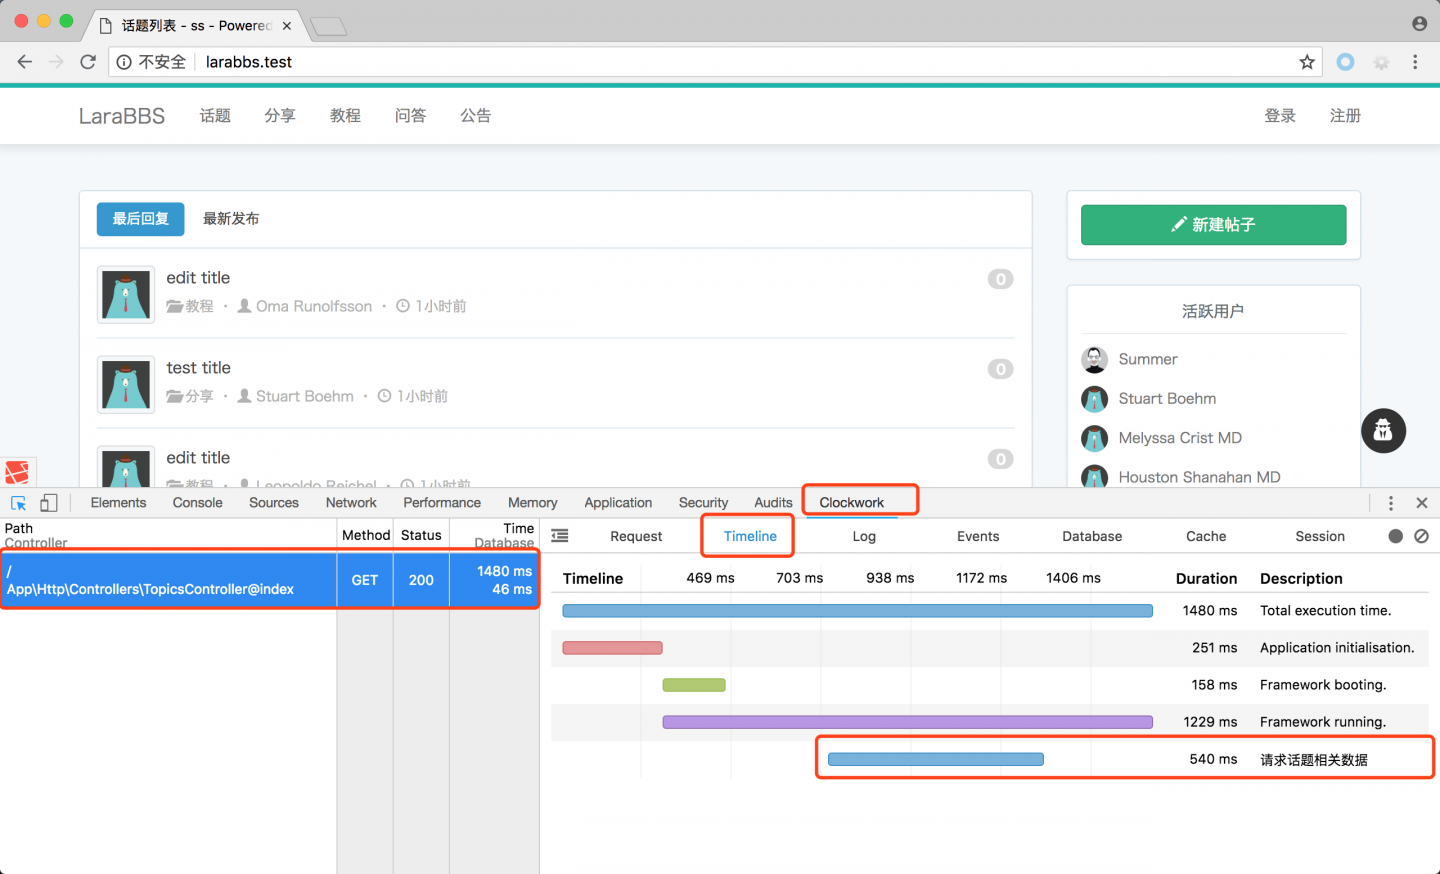 话题列表 - ss - Powered
不安全 larabbs.test
LaraBBS 话题 分享 教程 问答 公告 登录 注册
最后回复 最新发布
新建帖子
edit title 0
教程 · Oma Runolfsson · 1小时前
test title 0
分享 · Stuart Boehm · 1小时前
edit title 0
教程 · Leopoldo Reichel · 1小时前
活跃用户
Summer
Stuart Boehm
Melyssa Crist MD
Houston Shanahan MD
Elements Console Sources Network Performance Memory Application Security Audits Clockwork
Path Controller Method Status Time Database
/ App\Http\Controllers\TopicsController@index GET 200 1480 ms 46 ms
Request Timeline Log Events Database Cache Session
Timeline 469 ms 703 ms 938 ms 1172 ms 1406 ms Duration Description
1480 ms Total execution time.
251 ms Application initialisation.
158 ms Framework booting.
1229 ms Framework running.
540 ms 请求话题相关数据